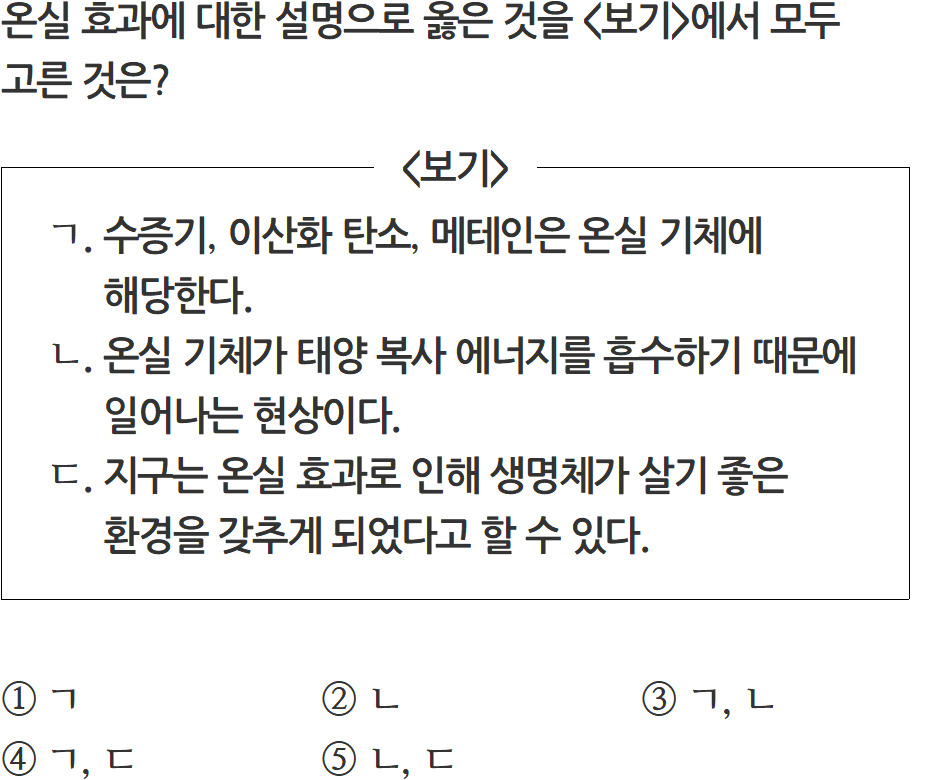 온실 효과에 대한 설명으로 옳은 것을 <보기>에서 모두
고른 것은?
<보기>
ㄱ. 수증기, 이산화 탄소, 메테인은 온실 기체에
해당한다.
ㄴ. 온실 기체가 태양 복사 에너지를 흡수하기 때문에
일어나는 현상이다.
ㄷ. 지구는 온실 효과로 인해 생명체가 살기 좋은
환경을 갖추게 되었다고 할 수 있다.
① ㄱ ② ㄴ ③ ㄱ, ㄴ
④ ㄱ, ㄷ ⑤ ㄴ, ㄷ